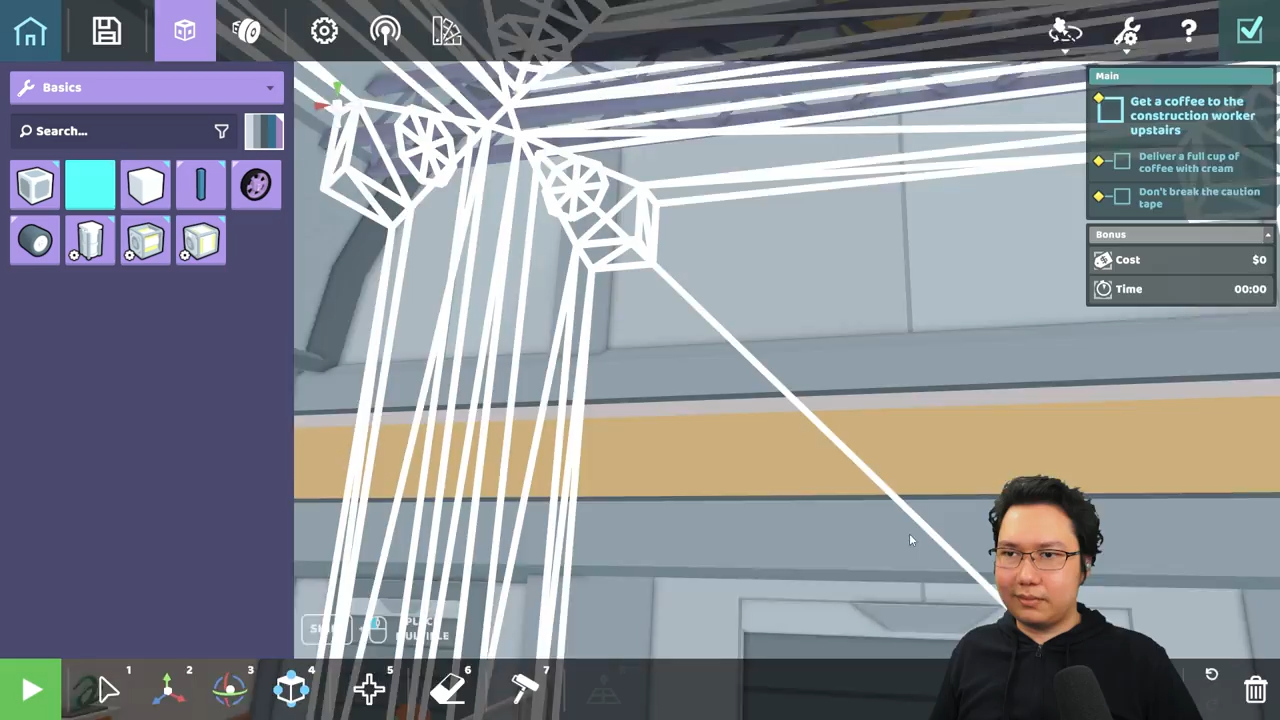 Main
Get a coffee to the
construction worker
upstairs
Deliver a full cup of
coffee with cream
Don't break the caution
tape
Bonus
Cost $0
Time 00:00
Basics
Search...
1
2
3
4
5
6
7